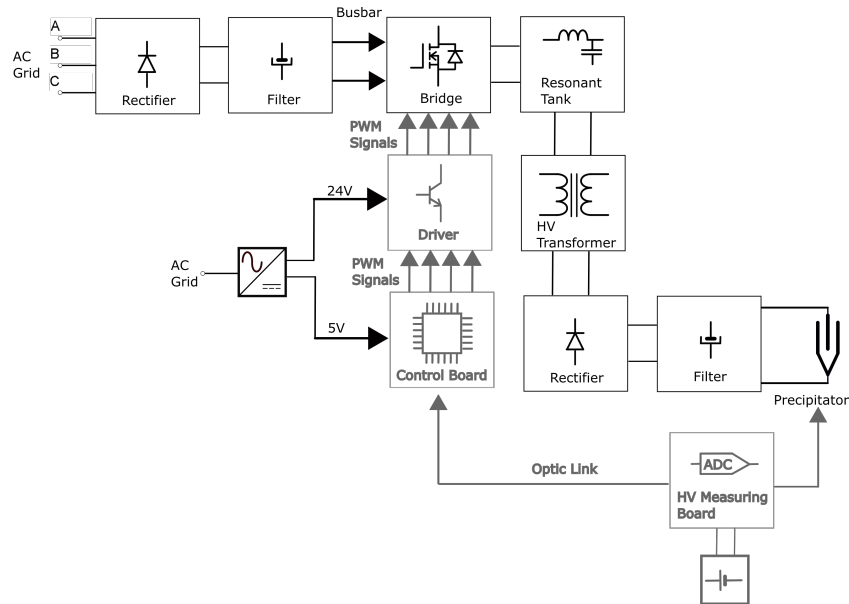 Busbar
A
B
C
AC
Grid
Rectifier
Filter
Bridge
Resonant
Tank
PWM
Signals
24V
Driver
HV
Transformer
AC
Grid
PWM
Signals
5V
Control Board
Rectifier
Filter
Precipitator
Optic Link
ADC
HV Measuring
Board